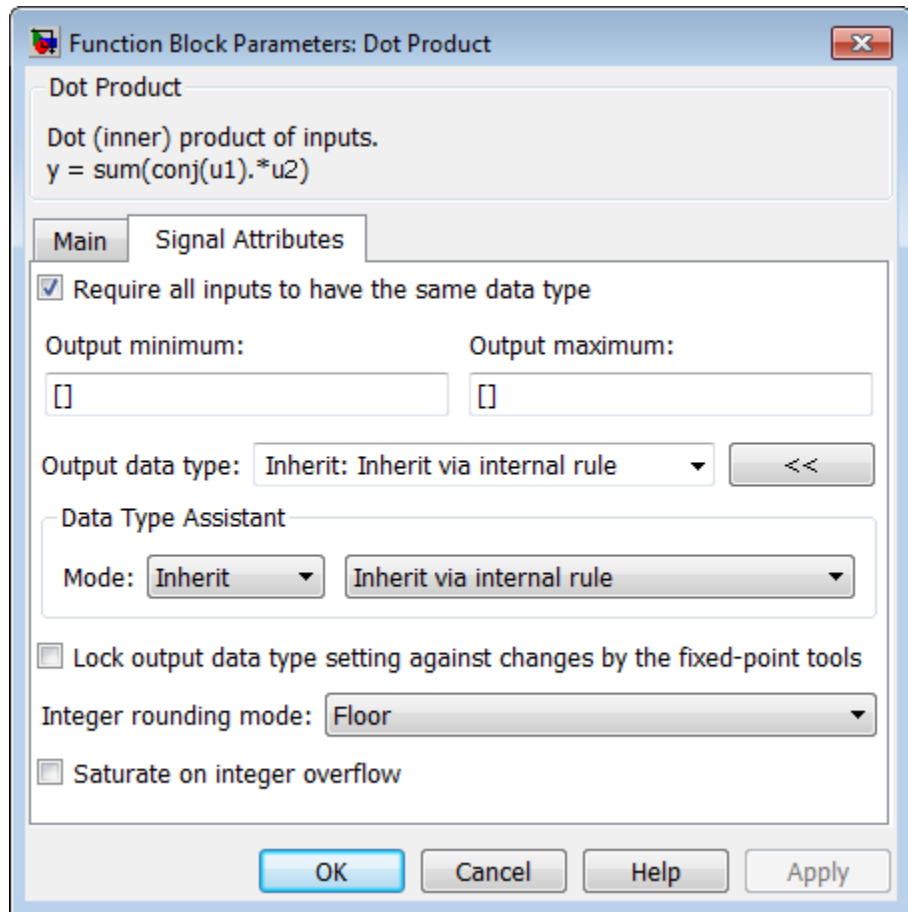 Function Block Parameters: Dot Product
Dot Product
Dot (inner) product of inputs.
y = sum(conj(u1).*u2)
Main Signal Attributes
Require all inputs to have the same data type
Output minimum: Output maximum:
[] []
Output data type: Inherit: Inherit via internal rule <<
Data Type Assistant
Mode: Inherit Inherit via internal rule
Lock output data type setting against changes by the fixed-point tools
Integer rounding mode: Floor
Saturate on integer overflow
OK Cancel Help Apply